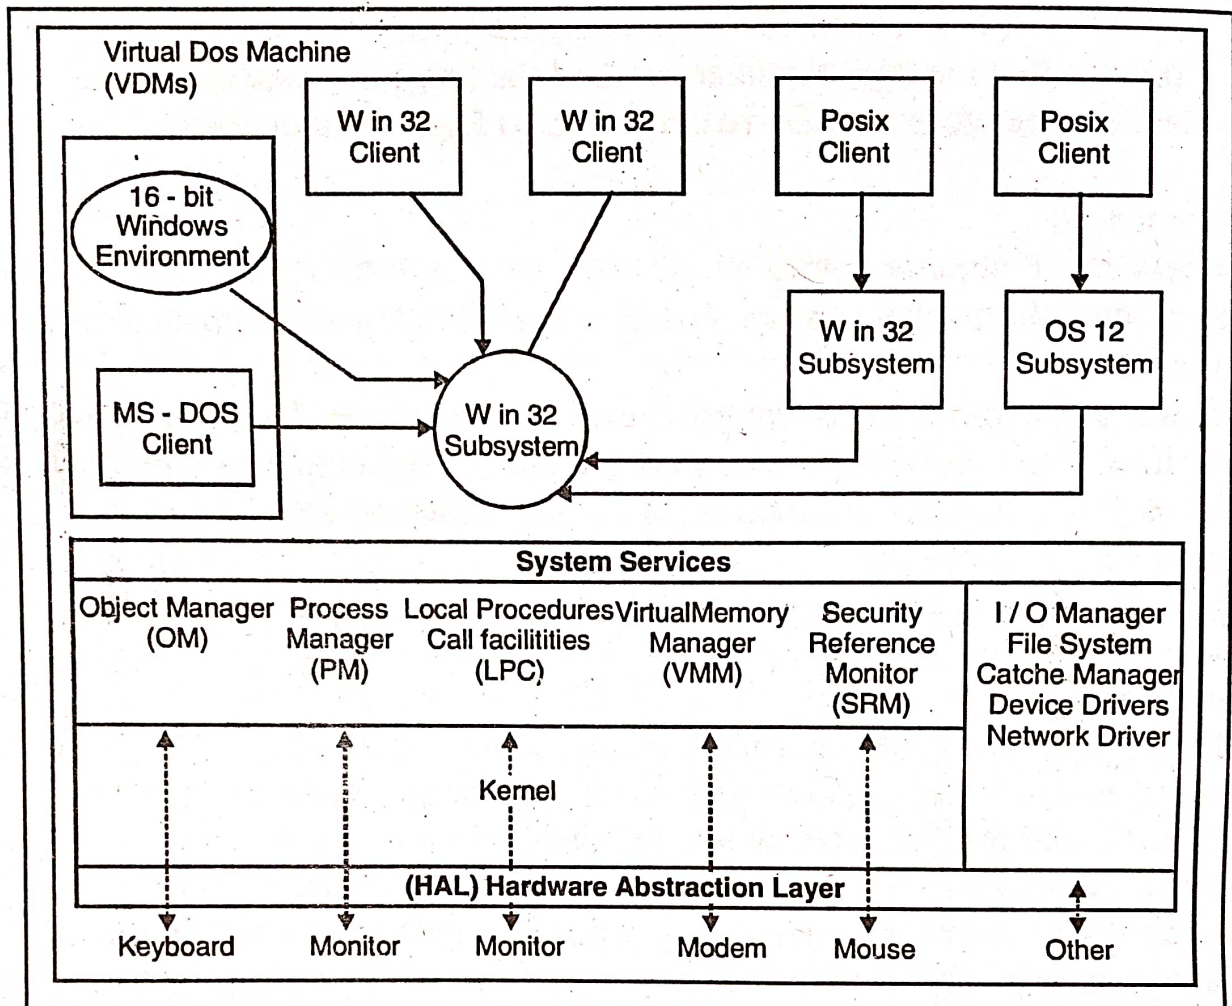 Virtual Dos Machine
(VDMs)
W in 32
Client
W in 32
Client
Posix
Client
Posix
Client
16 - bit
Windows
Environment
MS - DOS
Client
W in 32
Subsystem
W in 32
Subsystem
OS 12
Subsystem
System Services
Object Manager
(OM)
Process
Manager
(PM)
Local Procedures
Call facilitities
(LPC)
VirtualMemory
Manager
(VMM)
Security
Reference
Monitor
(SRM)
I / O Manager
File System
Catche Manager
Device Drivers
Network Driver
Kernel
(HAL) Hardware Abstraction Layer
Keyboard
Monitor
Monitor
Modem
Mouse
Other